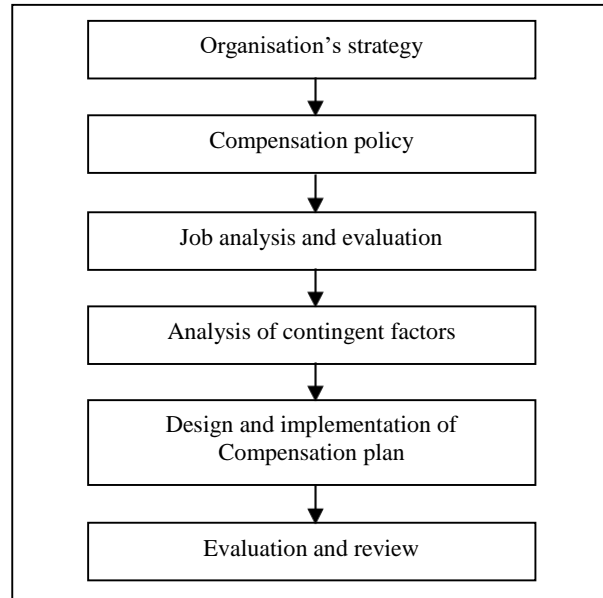 Organisation’s strategy
Compensation policy
Job analysis and evaluation
Analysis of contingent factors
Design and implementation of
Compensation plan
Evaluation and review